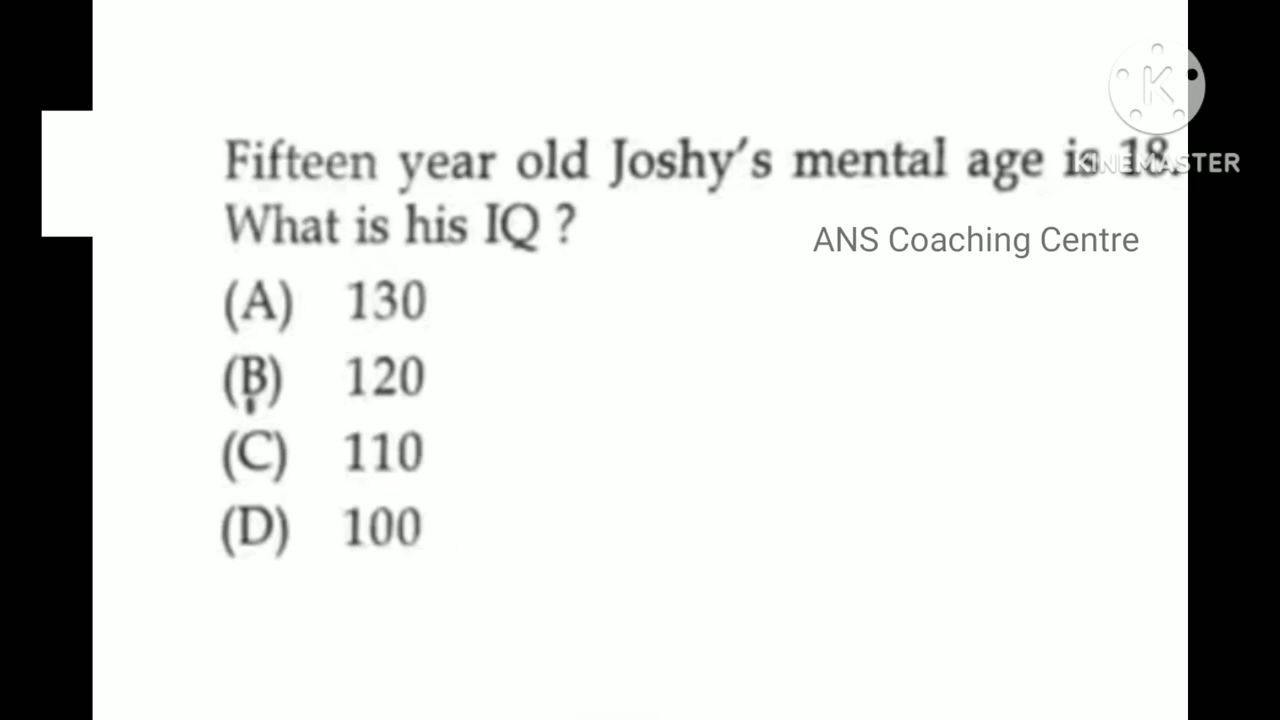 Fifteen year old Joshy's mental age is 18.
KINEMASTER
What is his IQ ?
ANS Coaching Centre
(A) 130
(B) 120
(C) 110
(D) 100